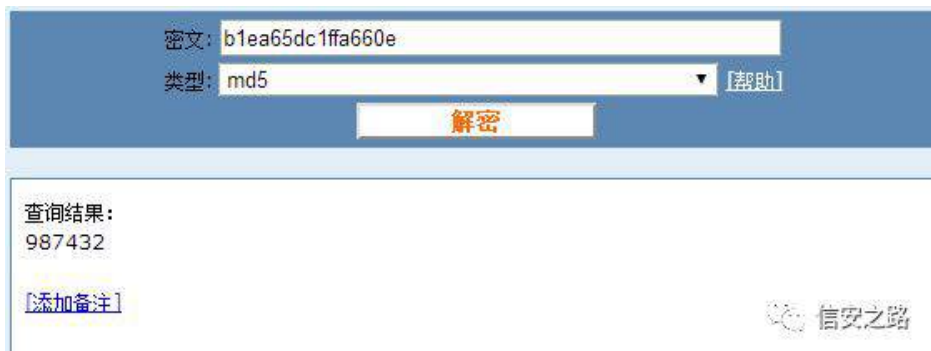 密文: b1ea65dc1ffa660e
类型: md5 [帮助]
解密
查询结果:
987432
[添加备注]
信安之路